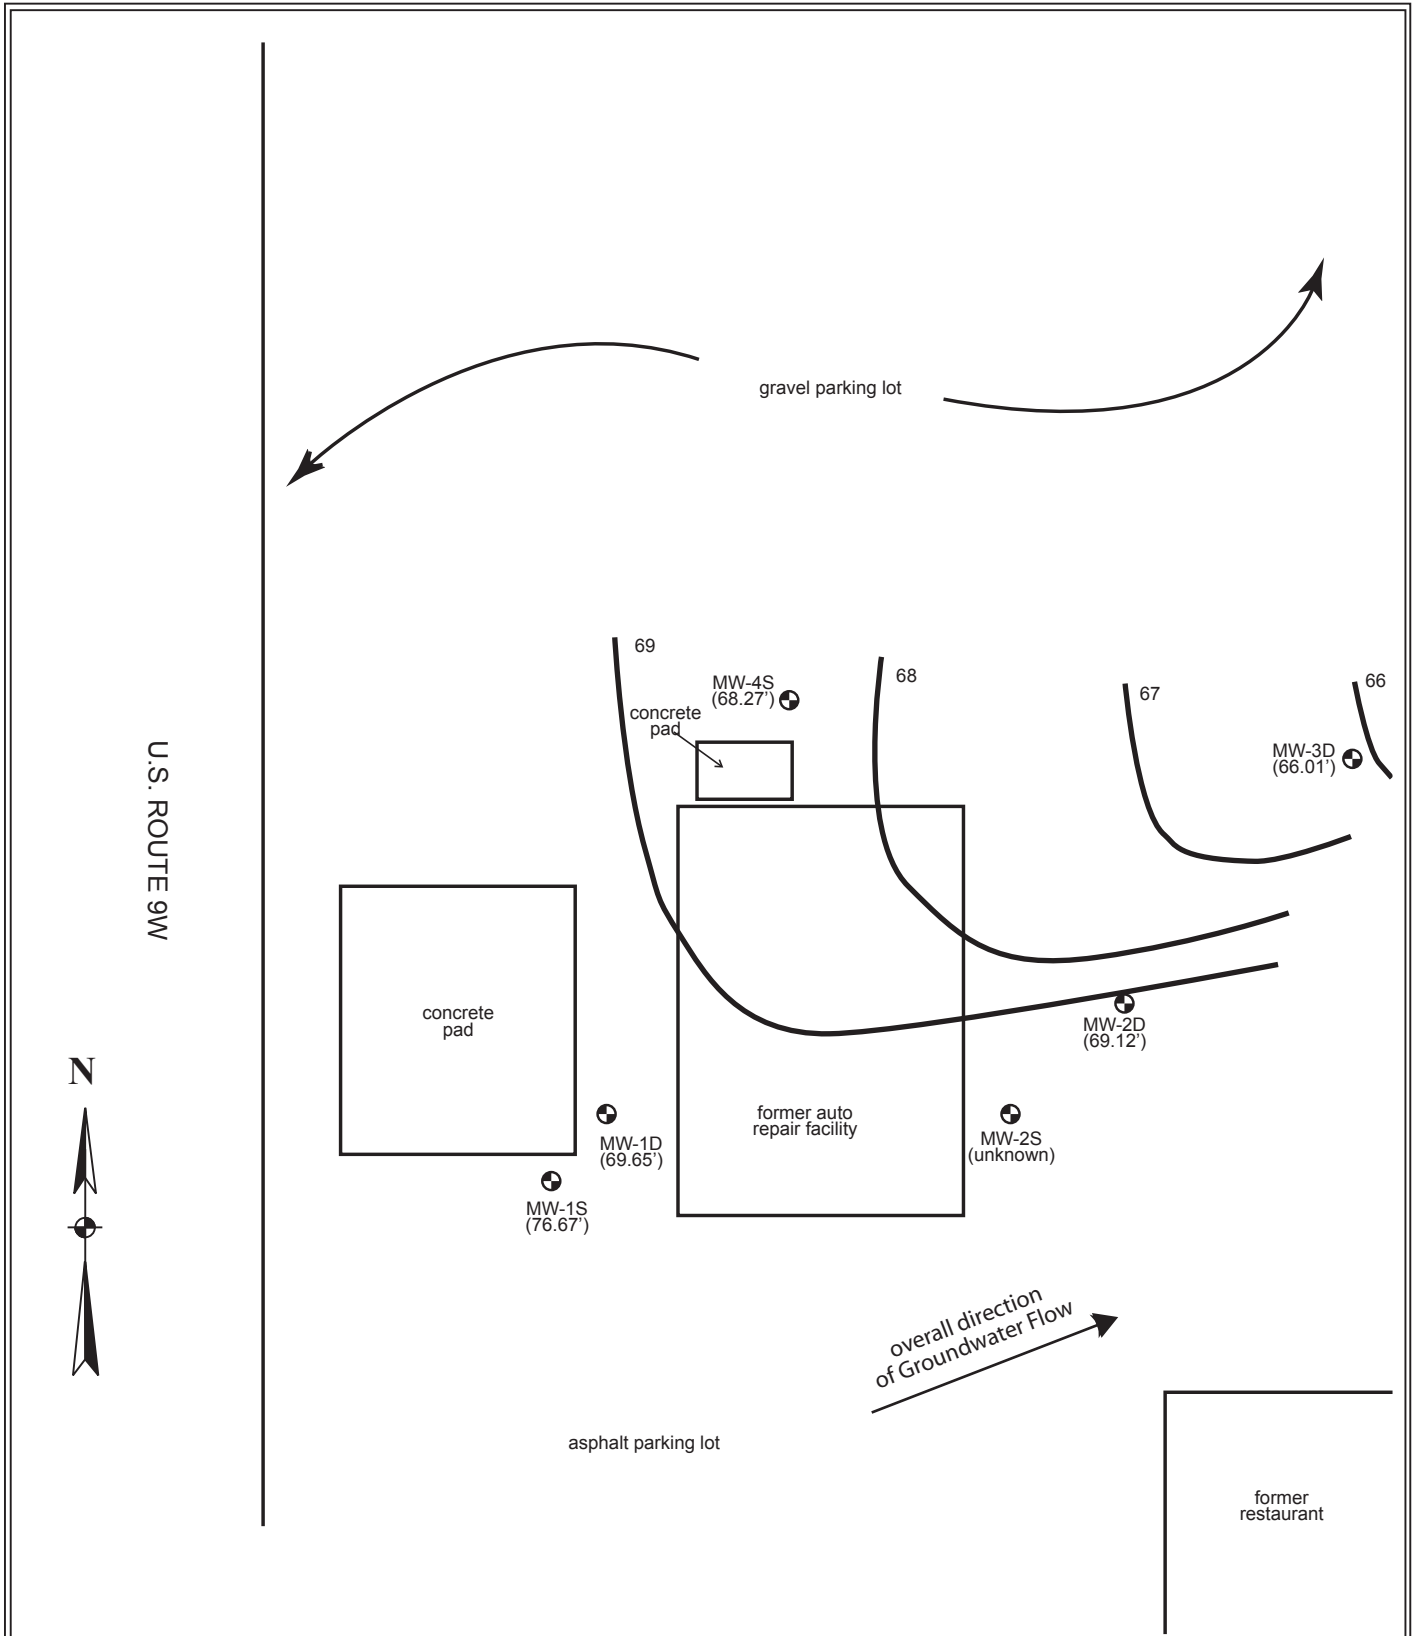 gravel parking lot
69
MW-4S
(68.27’)
68
67
66
concrete
pad
MW-3D
(66.01’)
U.S. ROUTE 9W
concrete
pad
MW-2D
(69.12’)
N
former auto
repair facility
MW-1D
(69.65’)
MW-2S
(unknown)
MW-1S
(76.67’)
overall direction
of Groundwater Flow
asphalt parking lot
former
restaurant